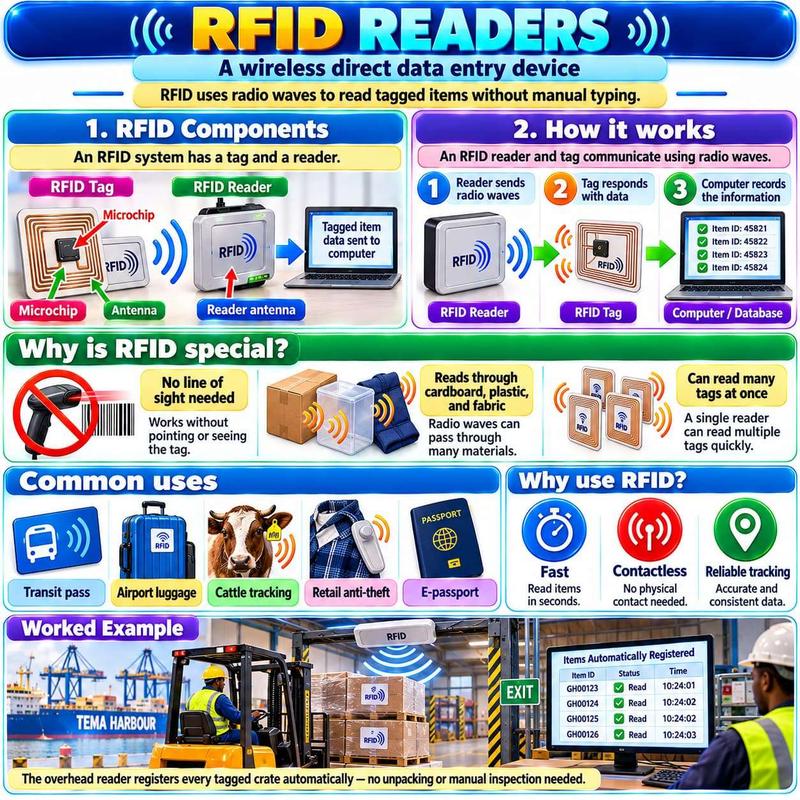 RFID READERS
A wireless direct data entry device
RFID uses radio waves to read tagged items without manual typing.
1. RFID Components
An RFID system has a tag and a reader.
RFID Tag
RFID Reader
Microchip
RFID
RFID
Tagged item
data sent to
computer
Microchip
Antenna
Reader antenna
2. How it works
An RFID reader and tag communicate using radio waves.
1 Reader sends
radio waves
2 Tag responds
with data
3 Computer records
the information
RFID
RFID
Item ID: 45821
Item ID: 45822
Item ID: 45823
Item ID: 45824
RFID Reader
RFID Tag
Computer / Database
Why is RFID special?
No line of
sight needed
Works without
pointing or seeing
the tag.
Reads through
cardboard, plastic,
and fabric
Radio waves can
pass through
many materials.
RFID
RFID
RFID
RFID
Can read many
tags at once
A single reader
can read multiple
tags quickly.
Common uses
RFID
PASSPORT
Transit pass
Airport luggage
Cattle tracking
Retail anti-theft
E-passport
Why use RFID?
Fast
Read items
in seconds.
Contactless
No physical
contact needed.
Reliable tracking
Accurate and
consistent data.
Worked Example
TEMA HARBOUR
RFID
RFID
RFID
RFID
EXIT
Items Automatically Registered
Item ID Status Time
GH00123 Read 10:24:01
GH00124 Read 10:24:02
GH00125 Read 10:24:02
GH00126 Read 10:24:03
The overhead reader registers every tagged crate automatically — no unpacking or manual inspection needed.